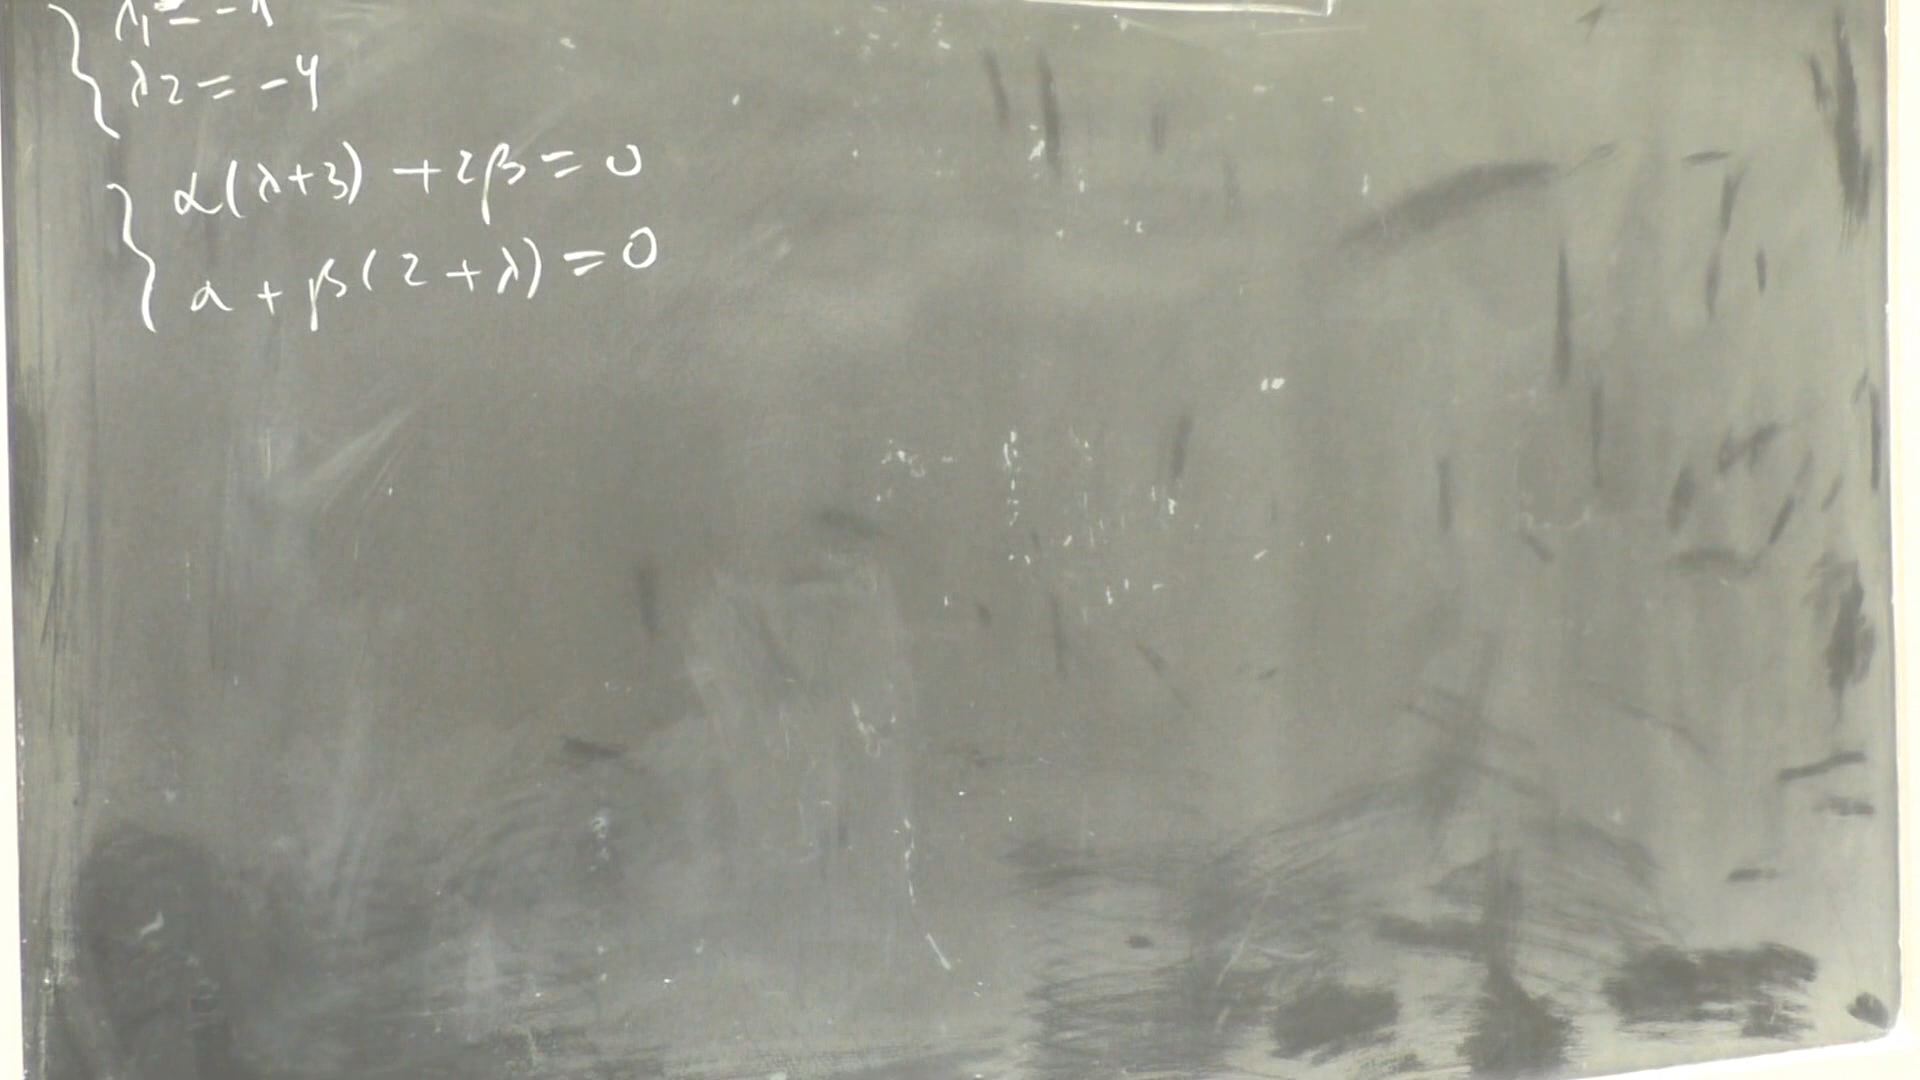 λ1 = -1
λ2 = -4
α(λ+3) + 2β = 0
α + β(2 + λ) = 0